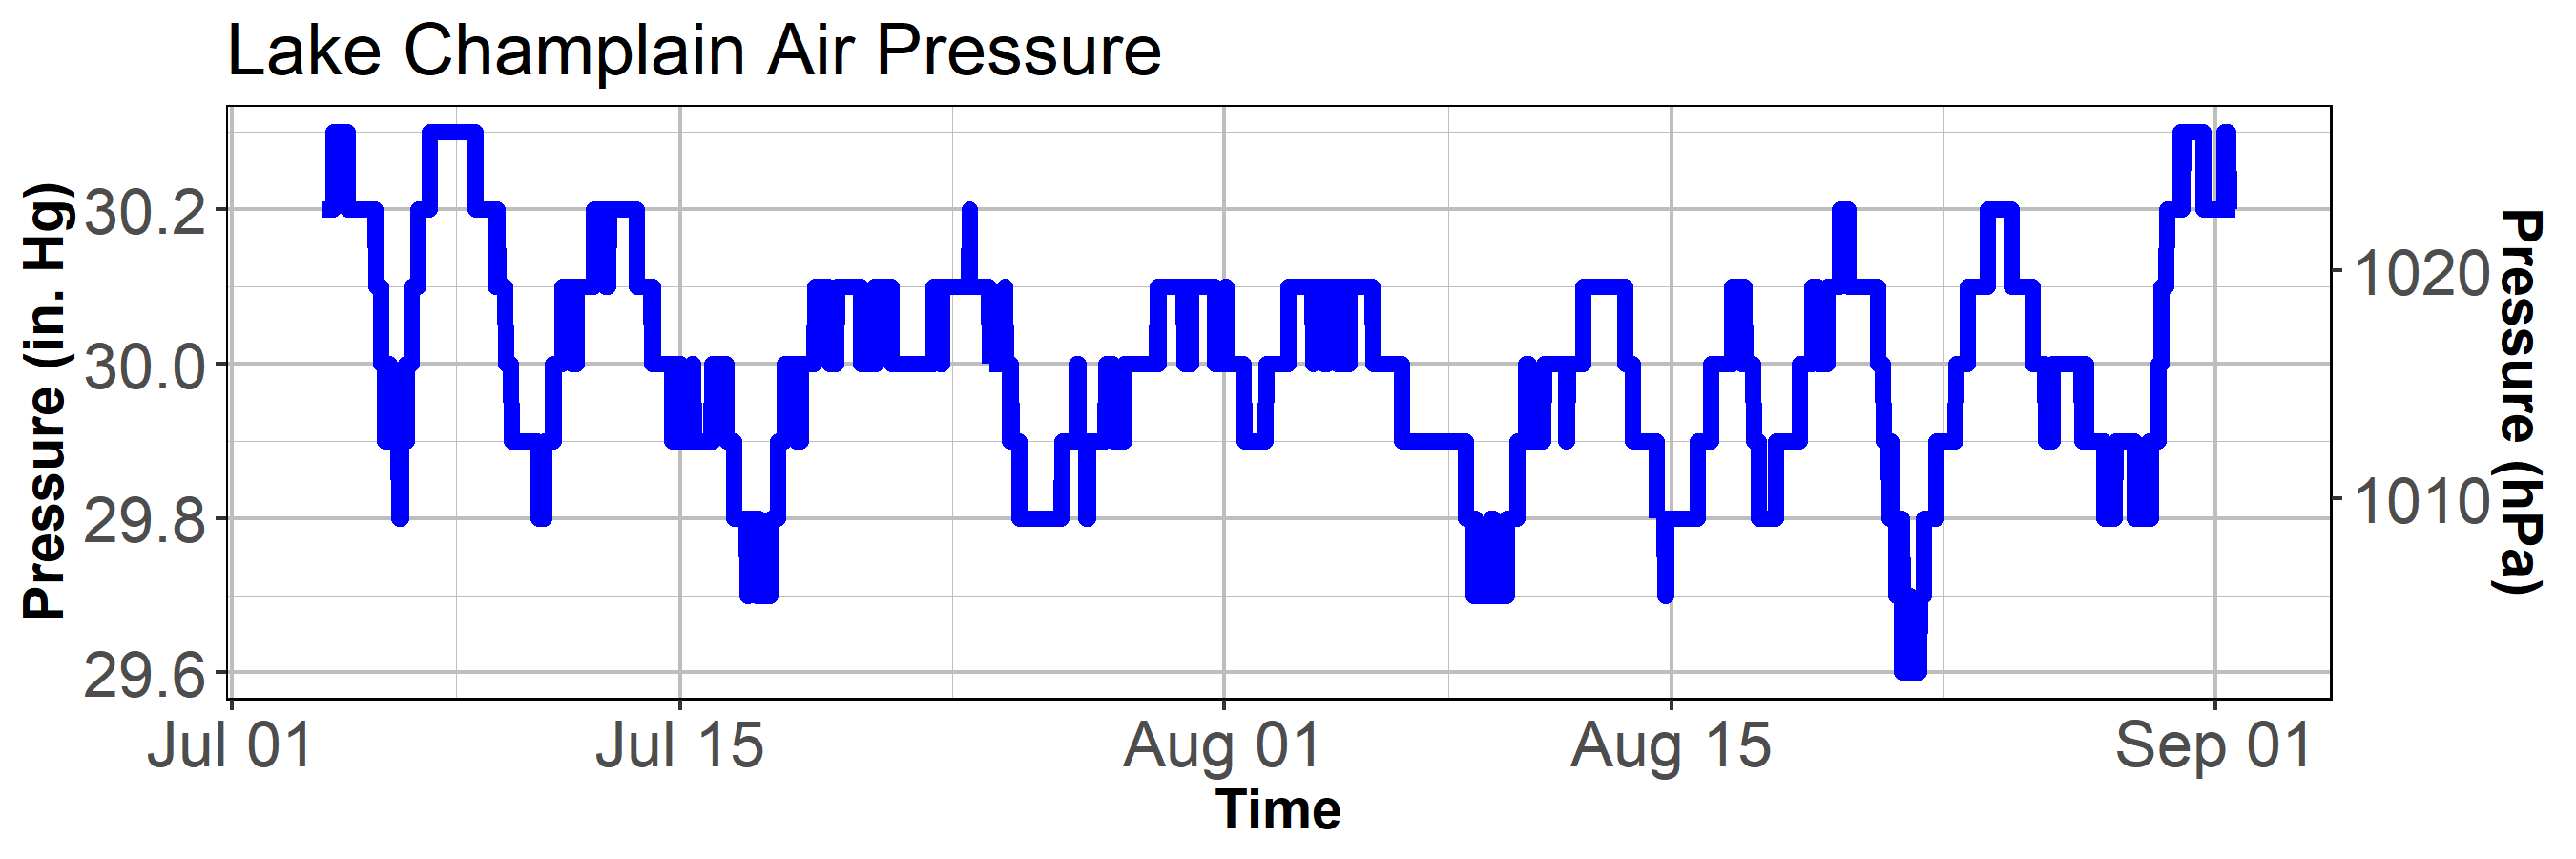 Lake Champlain Air Pressure
Pressure (in. Hg)
30.2
30.0
29.8
29.6
1020
1010
Pressure (hPa)
Jul 01
Jul 15
Aug 01
Aug 15
Sep 01
Time